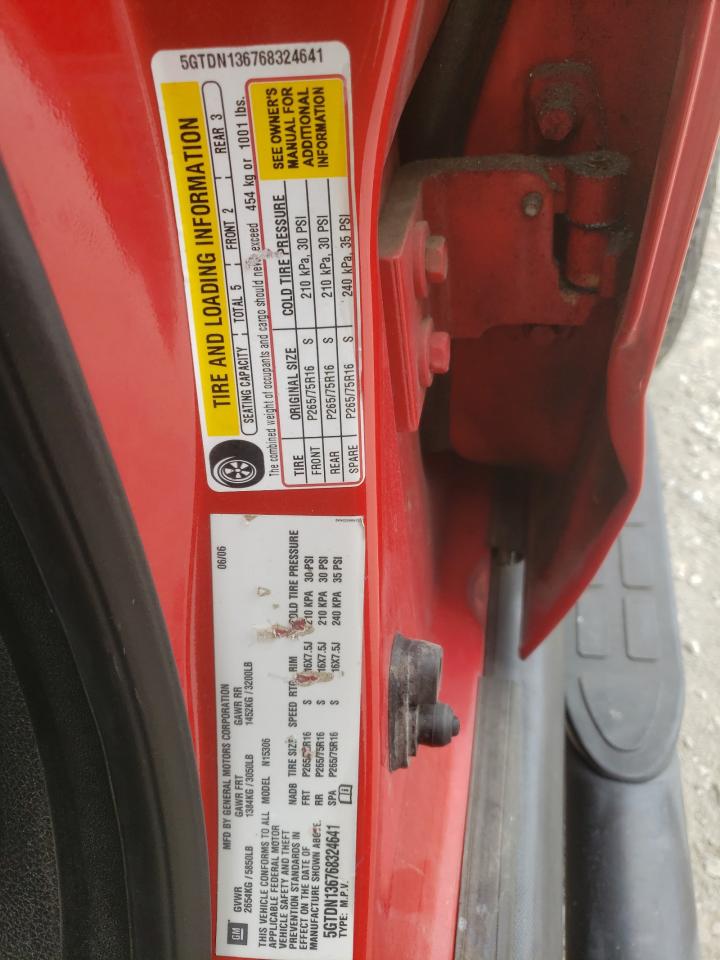 5GTDN136768324641
TIRE AND LOADING INFORMATION
SEATING CAPACITY TOTAL 5 FRONT 2 REAR 3
The combined weight of occupants and cargo should never exceed 454 kg or 1001 lbs.
TIRE ORIGINAL SIZE COLD TIRE PRESSURE
FRONT P265/75R16 S 210 kPa, 30 PSI
REAR P265/75R16 S 210 kPa, 30 PSI
SPARE P265/75R16 S 240 kPa, 35 PSI
SEE OWNER'S
MANUAL FOR
ADDITIONAL
INFORMATION
GM
MFD BY GENERAL MOTORS CORPORATION
06/06
GVWR GAWR FRT GAWR RR
2654KG / 5850LB 1384KG / 3050LB 1452KG / 3200LB
THIS VEHICLE CONFORMS TO ALL
APPLICABLE FEDERAL MOTOR
VEHICLE SAFETY AND THEFT
PREVENTION STANDARDS IN
EFFECT ON THE DATE OF
MANUFACTURE SHOWN ABOVE.
5GTDN136768324641
TYPE: M.P.V.
MODEL N15306
NADB TIRE SIZE SPEED RTG RIM COLD TIRE PRESSURE
FRT P265/75R16 S 16X7.5J 210 KPA 30 PSI
RR P265/75R16 S 16X7.5J 210 KPA 30 PSI
SPA P265/75R16 S 16X7.5J 240 KPA 35 PSI